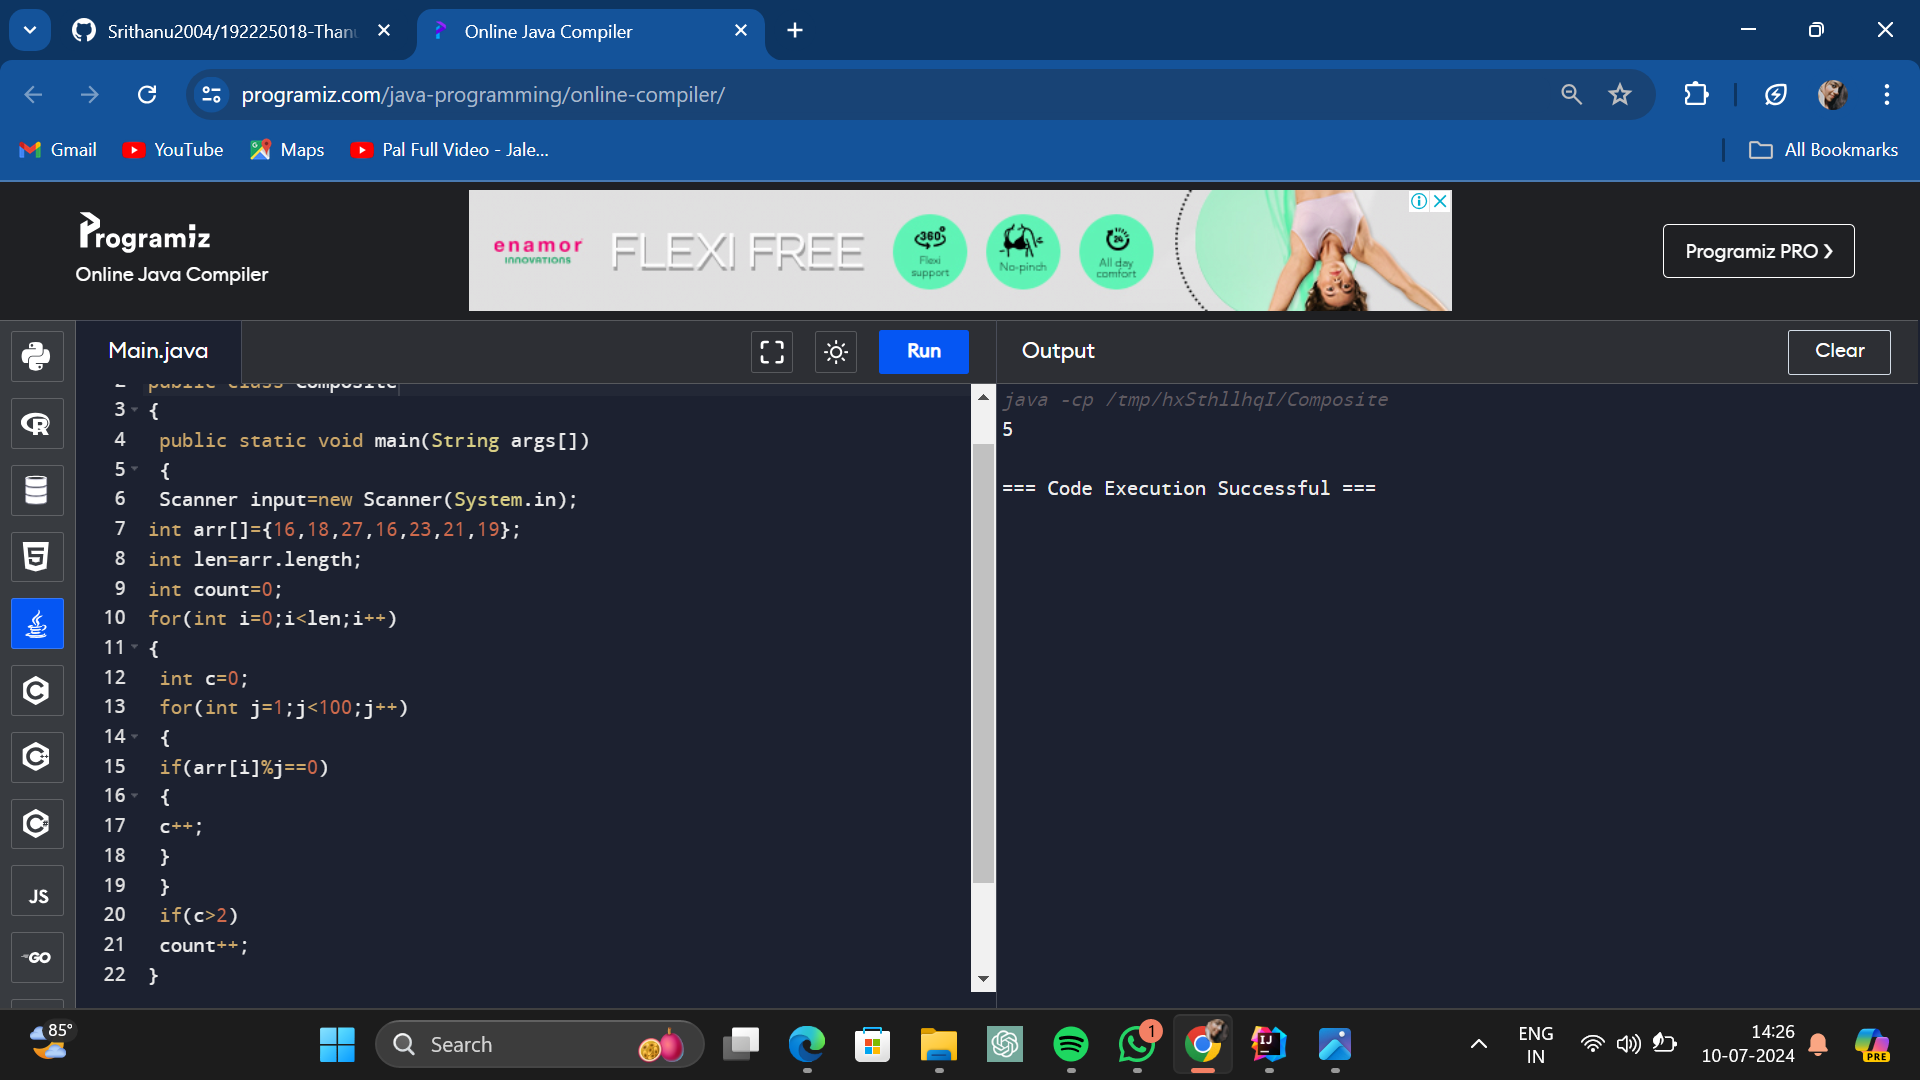 Srithanu2004/192225018-Than
Online Java Compiler
programiz.com/java-programming/online-compiler/
Gmail
YouTube
Maps
Pal Full Video - Jale...
All Bookmarks
Programiz
Online Java Compiler
enamor
INNOVATIONS
FLEXI FREE
360°
Flexi
support
No-pinch
24
All day
comfort
Programiz PRO ❯
Main.java
Run
Output
Clear
2 public class Composite
3 {
4 public static void main(String args[])
5 {
6 Scanner input=new Scanner(System.in);
7 int arr[]={16,18,27,16,23,21,19};
8 int len=arr.length;
9 int count=0;
10 for(int i=0;i<len;i++)
11 {
12 int c=0;
13 for(int j=1;j<100;j++)
14 {
15 if(arr[i]%j==0)
16 {
17 c++;
18 }
19 }
20 if(c>2)
21 count++;
22 }
java -cp /tmp/hxSthllhqI/Composite
5
=== Code Execution Successful ===
R
5
C
C++
C#
JS
GO
85°
Search
1
IJ
ENG
IN
14:26
10-07-2024
PRE